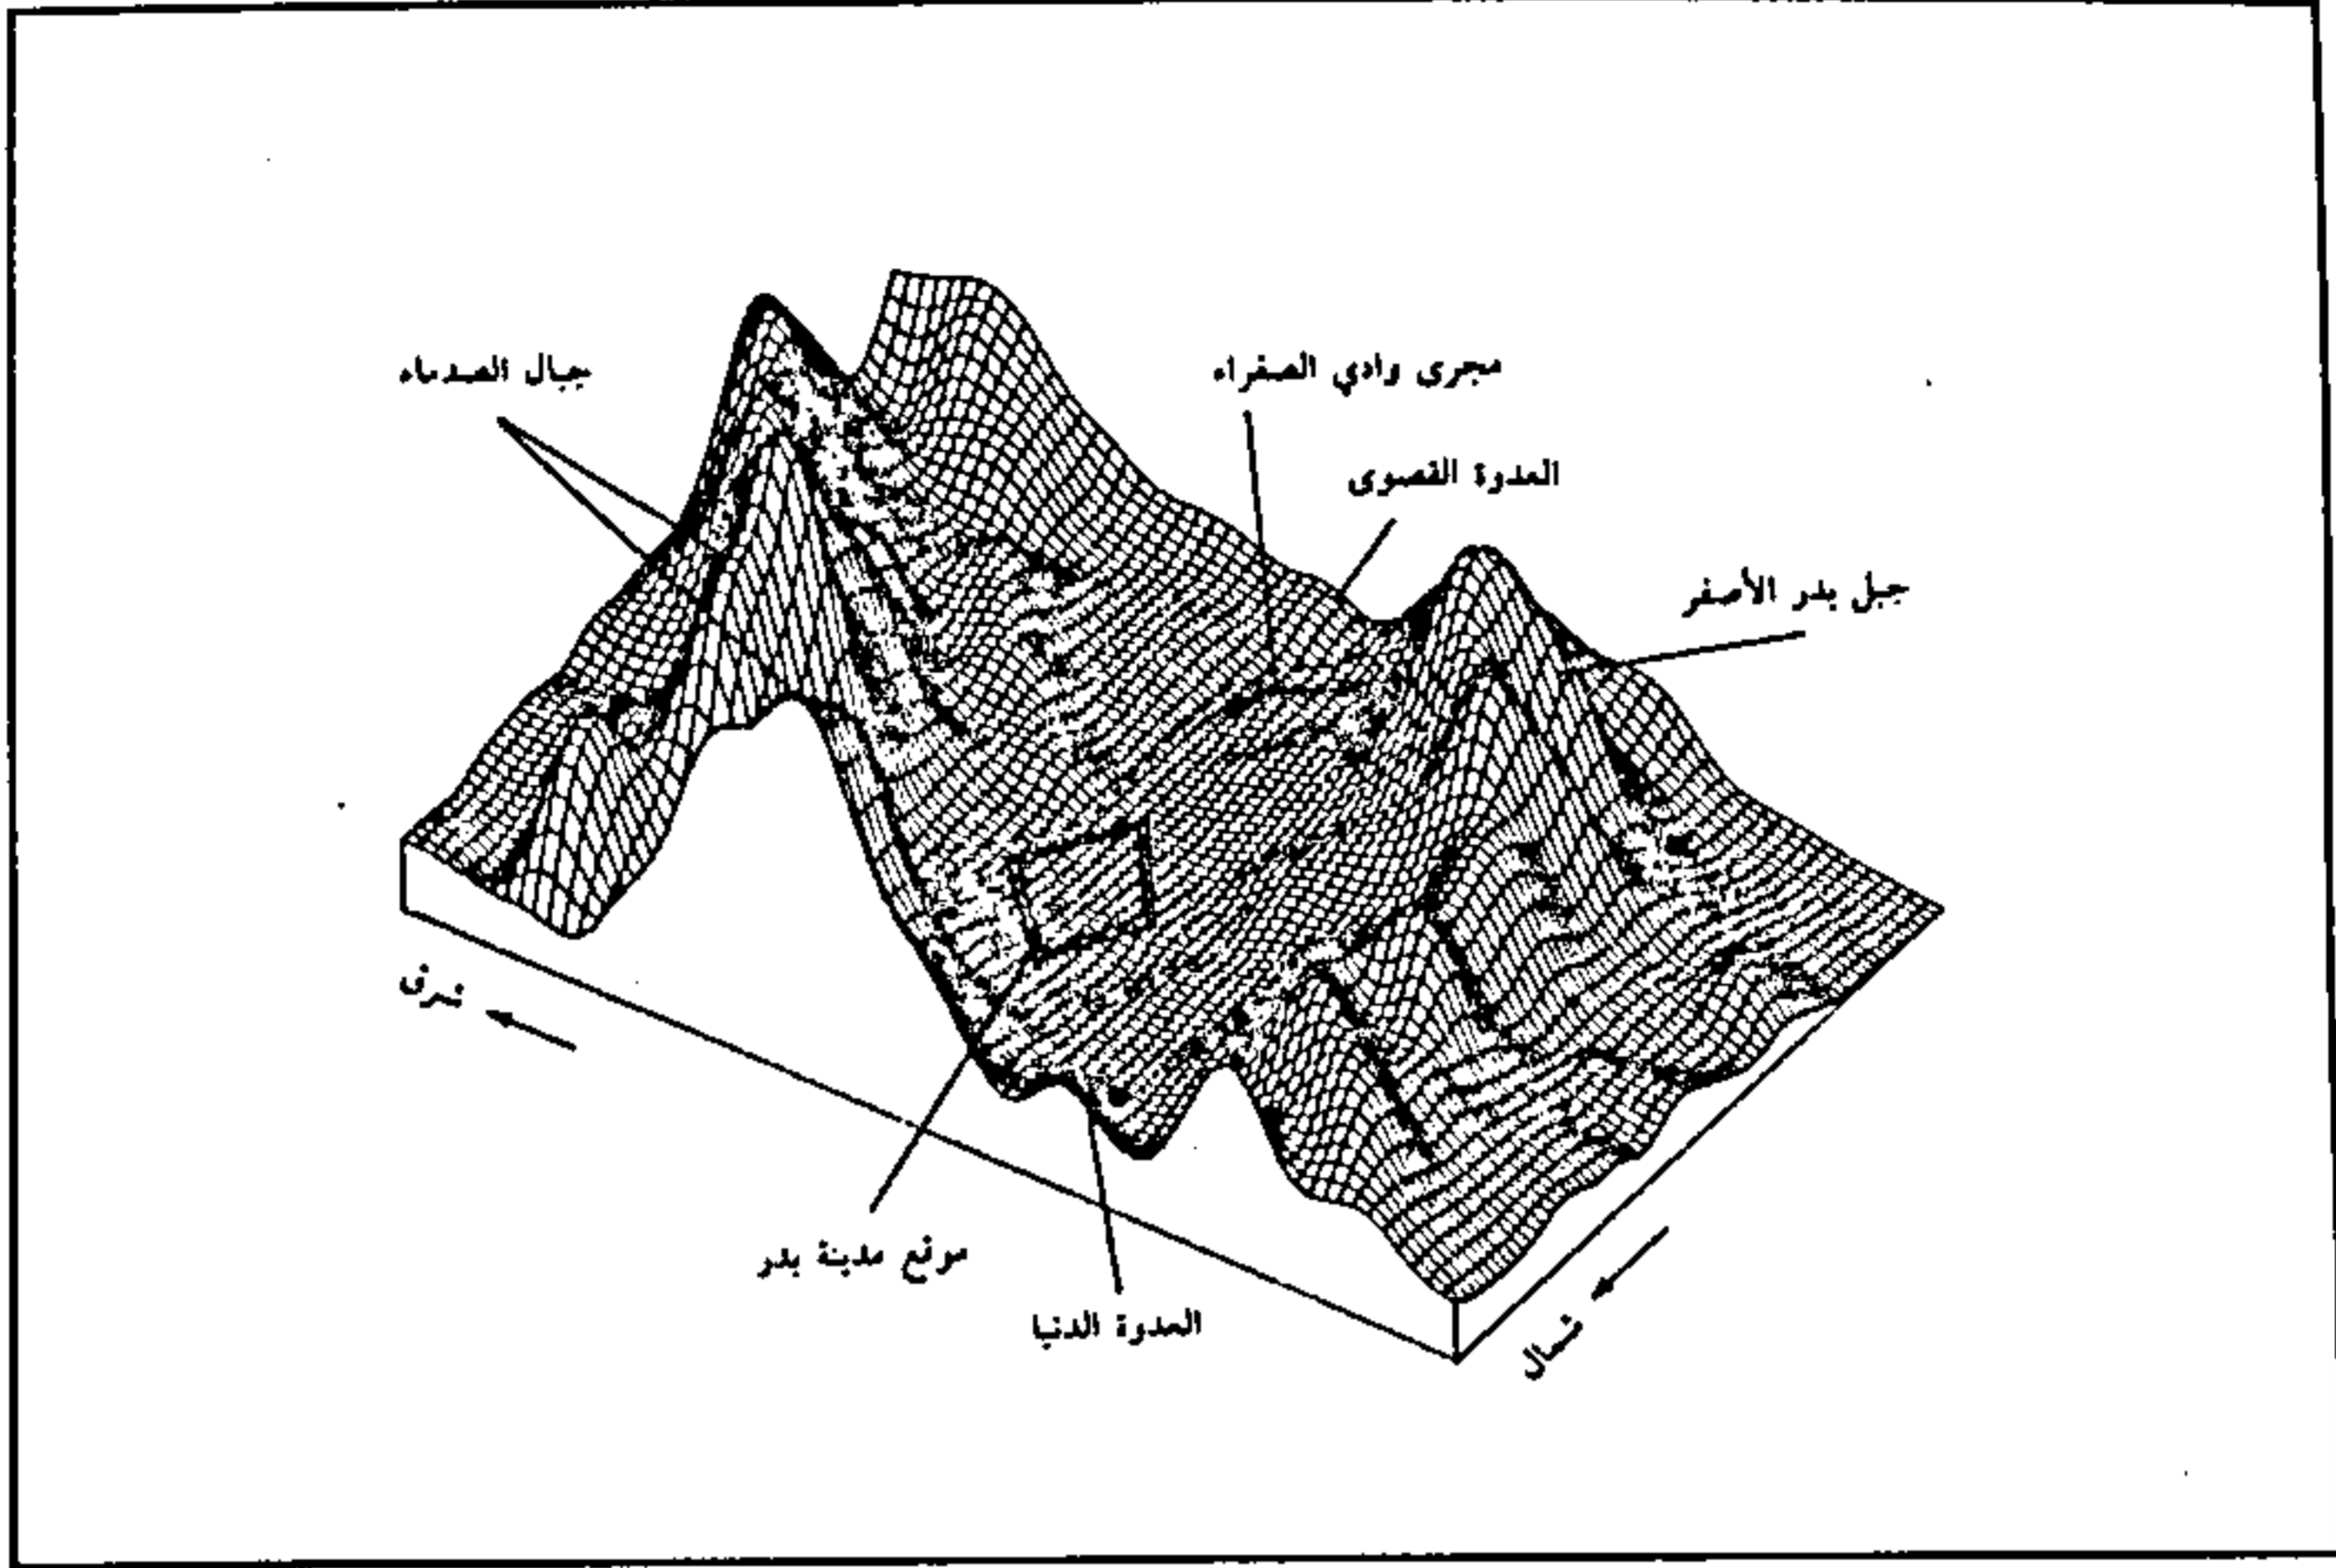 جبال الصدماء
مجرى وادي الصفراء
العدوة القصوى
جبل بدر الأصفر
شرق
موقع مدينة بدر
العدوة الدنيا
شمال